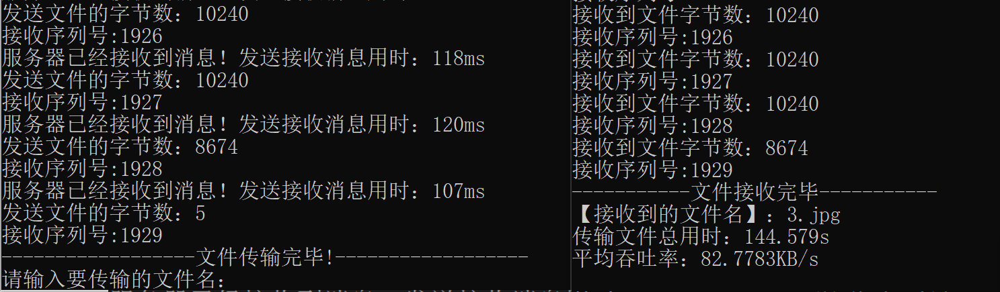 发送文件的字节数：10240
接收序列号:1926
服务器已经接收到消息！发送接收消息用时：118ms
发送文件的字节数：10240
接收序列号:1927
服务器已经接收到消息！发送接收消息用时：120ms
发送文件的字节数：8674
接收序列号:1928
服务器已经接收到消息！发送接收消息用时：107ms
发送文件的字节数：5
接收序列号:1929
------------------文件传输完毕!------------------
请输入要传输的文件名：
接收到文件字节数：10240
接收序列号:1926
接收到文件字节数：10240
接收序列号:1927
接收到文件字节数：10240
接收序列号:1928
接收到文件字节数：8674
接收序列号:1929
-----------文件接收完毕-----------
【接收到的文件名】：3.jpg
传输文件总用时：144.579s
平均吞吐率：82.7783KB/s